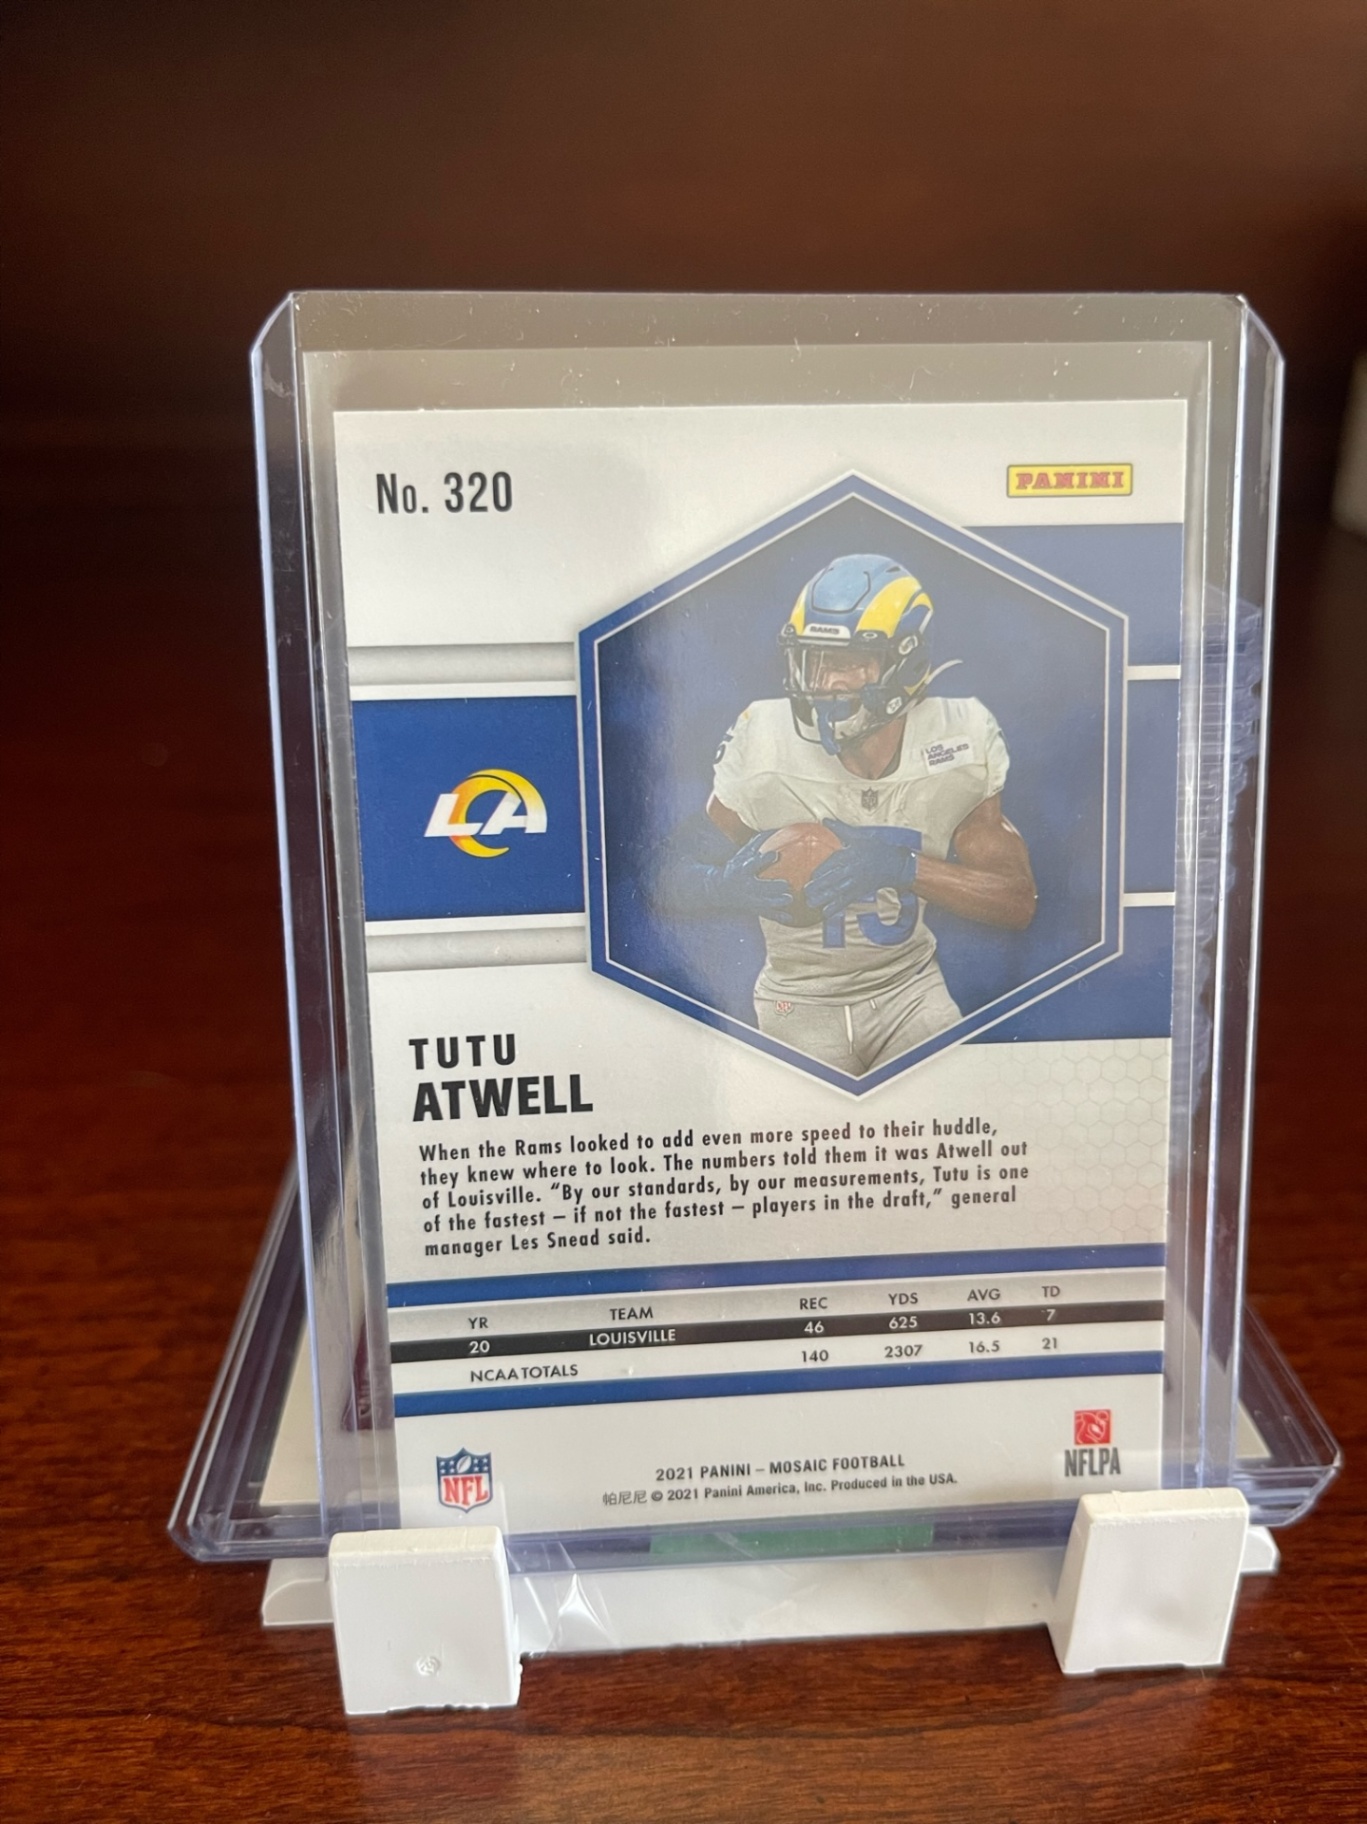 No. 320
PANINI
RAMS
LOS
ANGELES
RAMS
15
LA
TUTU
ATWELL
When the Rams looked to add even more speed to their huddle,
they knew where to look. The numbers told them it was Atwell out
of Louisville. “By our standards, by our measurements, Tutu is one
of the fastest – if not the fastest – players in the draft,” general
manager Les Snead said.
YR TEAM REC YDS AVG TD
20 LOUISVILLE 46 625 13.6 7
NCAA TOTALS 140 2307 16.5 21
NFL
2021 PANINI – MOSAIC FOOTBALL
帕尼尼 © 2021 Panini America, Inc. Produced in the USA.
NFLPA